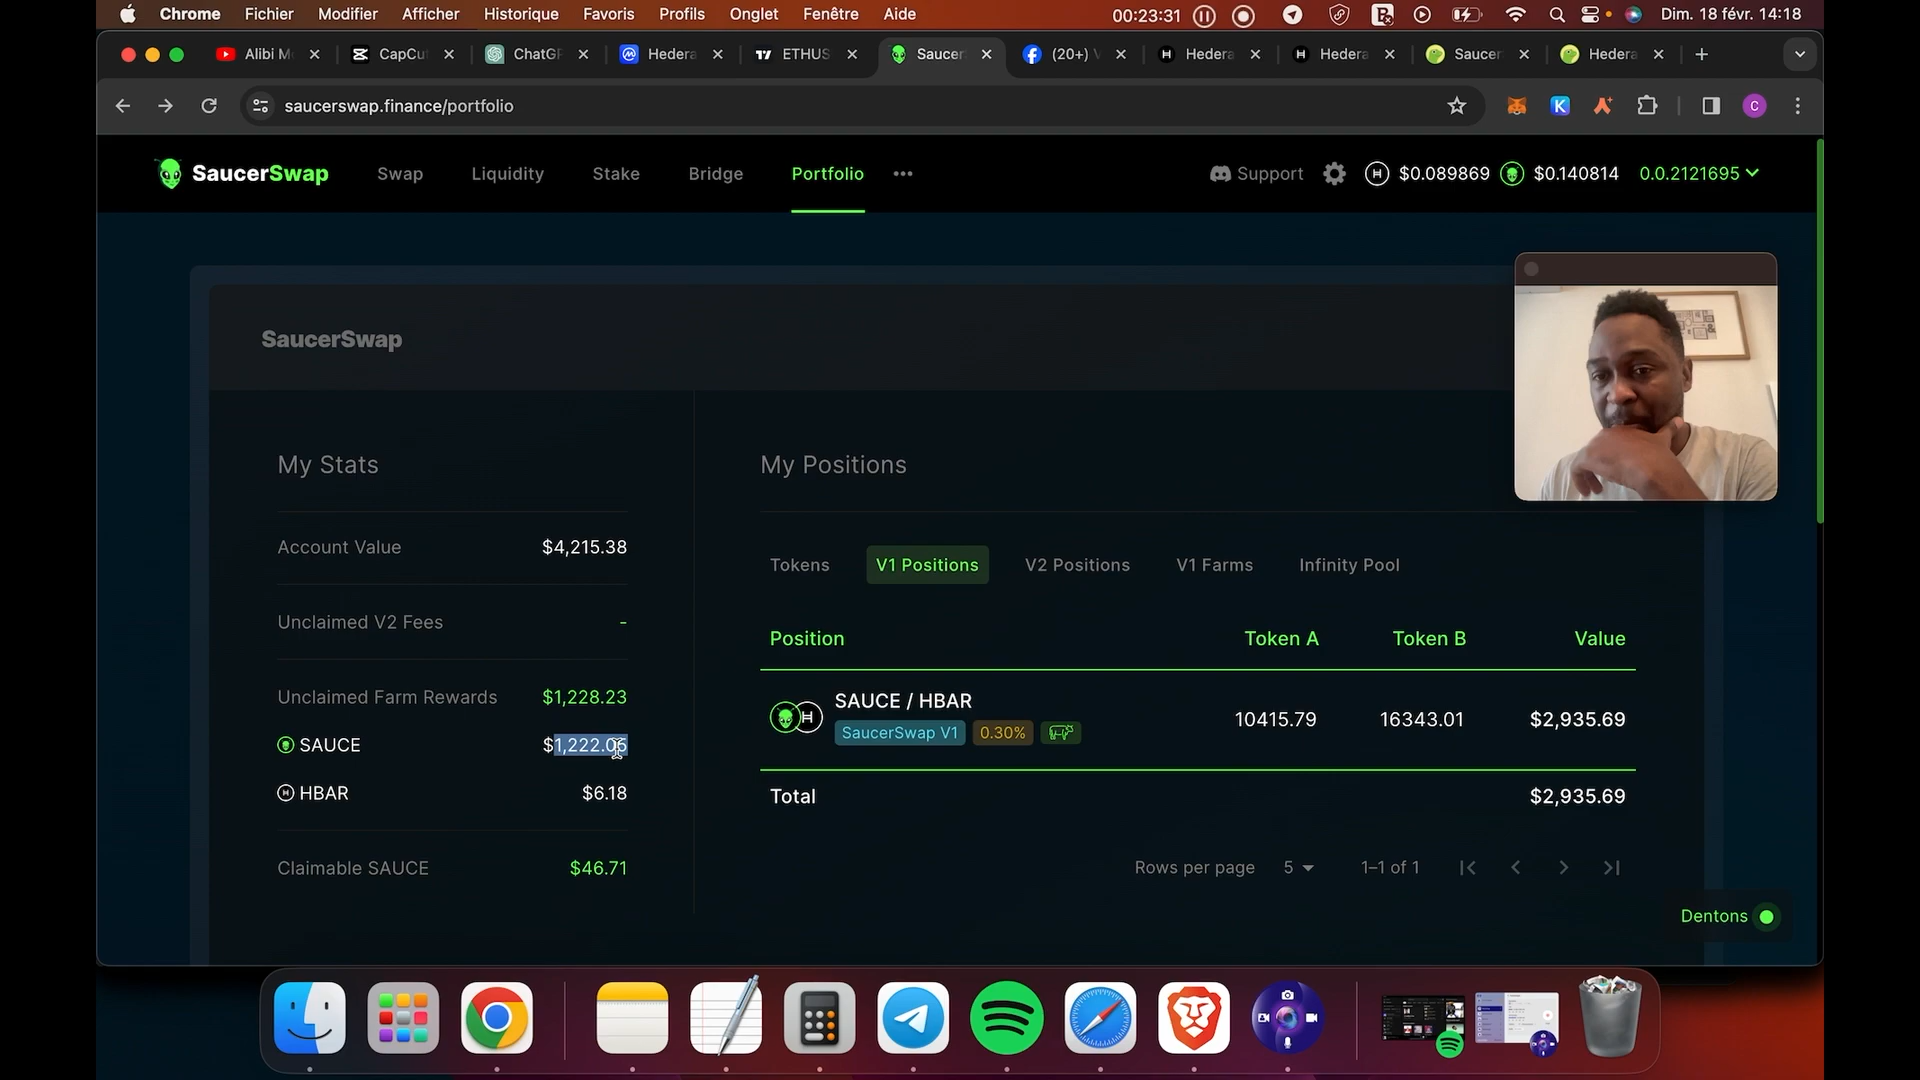 Chrome Fichier Modifier Afficher Historique Favoris Profils Onglet Fenêtre Aide 00:23:31 Dim. 18 févr. 14:18
Alibi M CapCu ChatGP Hedera ETHUS Saucer (20+) Hedera Hedera Saucer Hedera
saucerswap.finance/portfolio C
SaucerSwap Swap Liquidity Stake Bridge Portfolio Support $0.089869 $0.140814 0.0.2121695
SaucerSwap
My Stats
Account Value $4,215.38
Unclaimed V2 Fees -
Unclaimed Farm Rewards $1,228.23
SAUCE $1,222.06
HBAR $6.18
Claimable SAUCE $46.71
My Positions
Tokens V1 Positions V2 Positions V1 Farms Infinity Pool
Position Token A Token B Value
SAUCE / HBAR 10415.79 16343.01 $2,935.69
SaucerSwap V1 0.30%
Total $2,935.69
Rows per page 5 1–1 of 1
Dentons